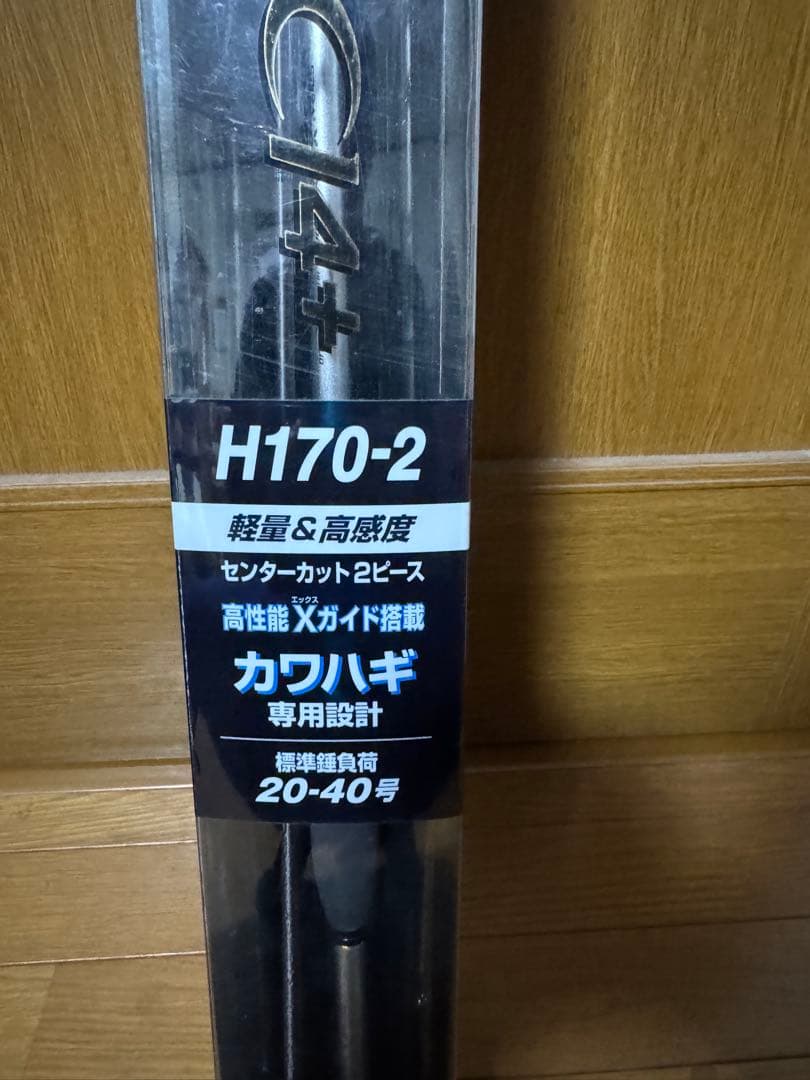 CI4+
H170-2
軽量&高感度
センターカット2ピース
エックス
高性能Xガイド搭載
カワハギ
専用設計
標準錘負荷
20-40号